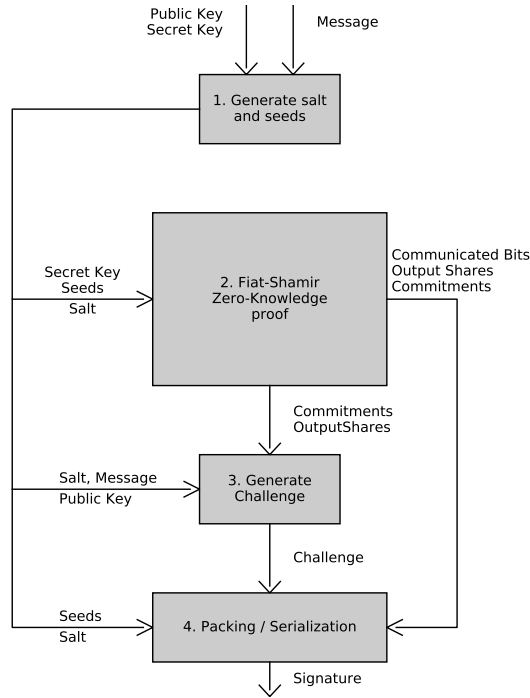 Public Key
Secret Key
Message
1. Generate salt
and seeds
Secret Key
Seeds
Salt
2. Fiat-Shamir
Zero-Knowledge
proof
Communicated Bits
Output Shares
Commitments
Commitments
OutputShares
Salt, Message
Public Key
3. Generate
Challenge
Challenge
Seeds
Salt
4. Packing / Serialization
Signature